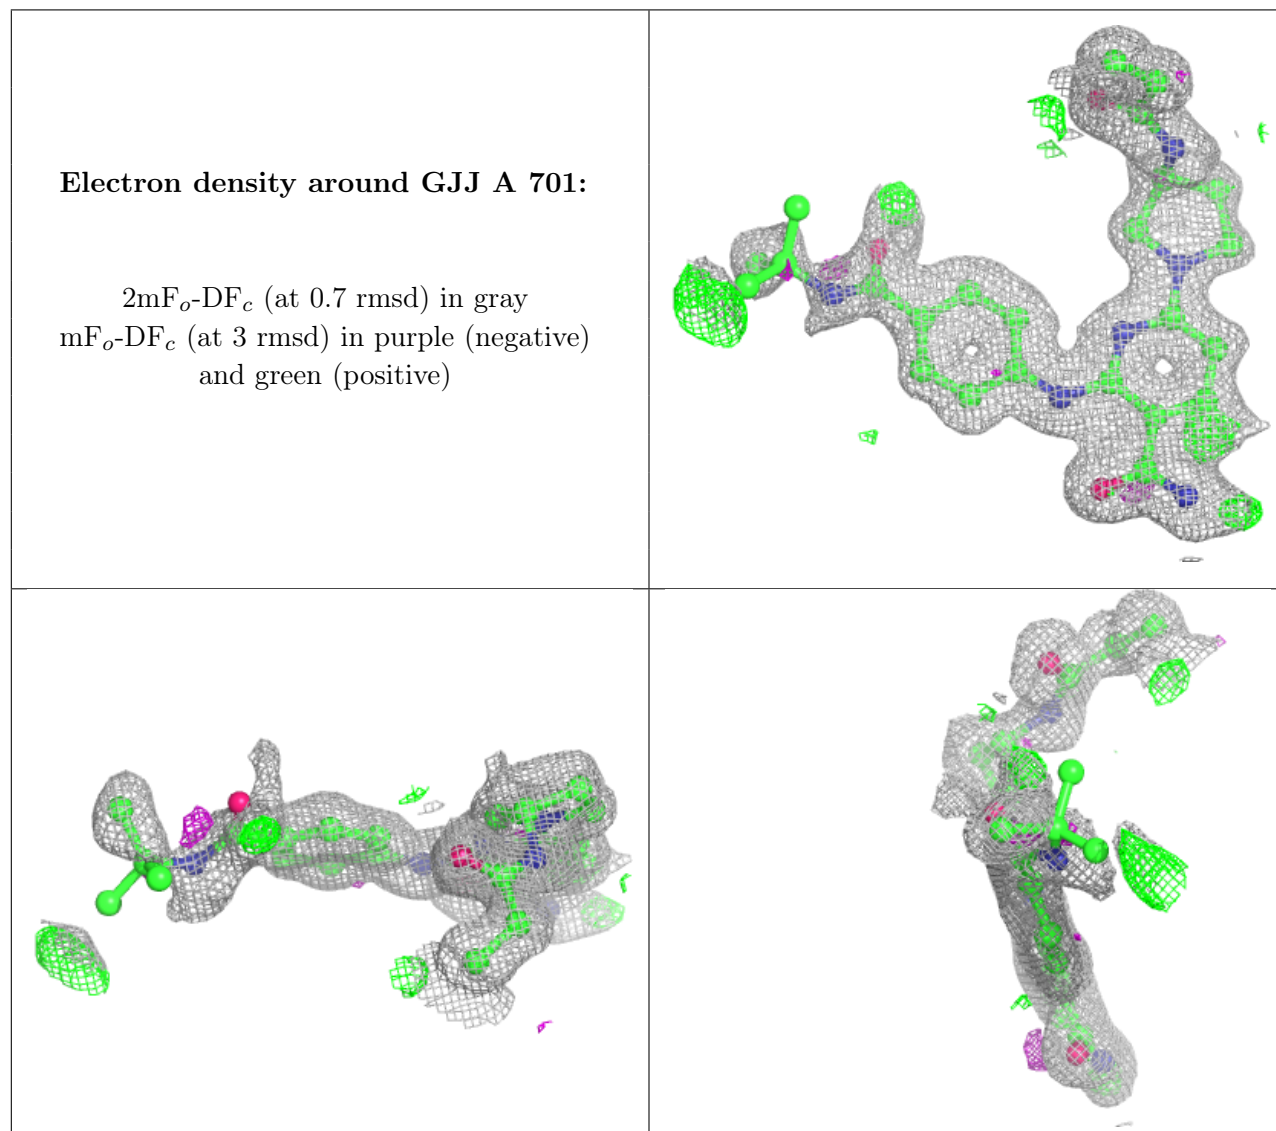 Electron density around GJJ A 701:
2mFo-DFc (at 0.7 rmsd) in gray
mFo-DFc (at 3 rmsd) in purple (negative)
and green (positive)